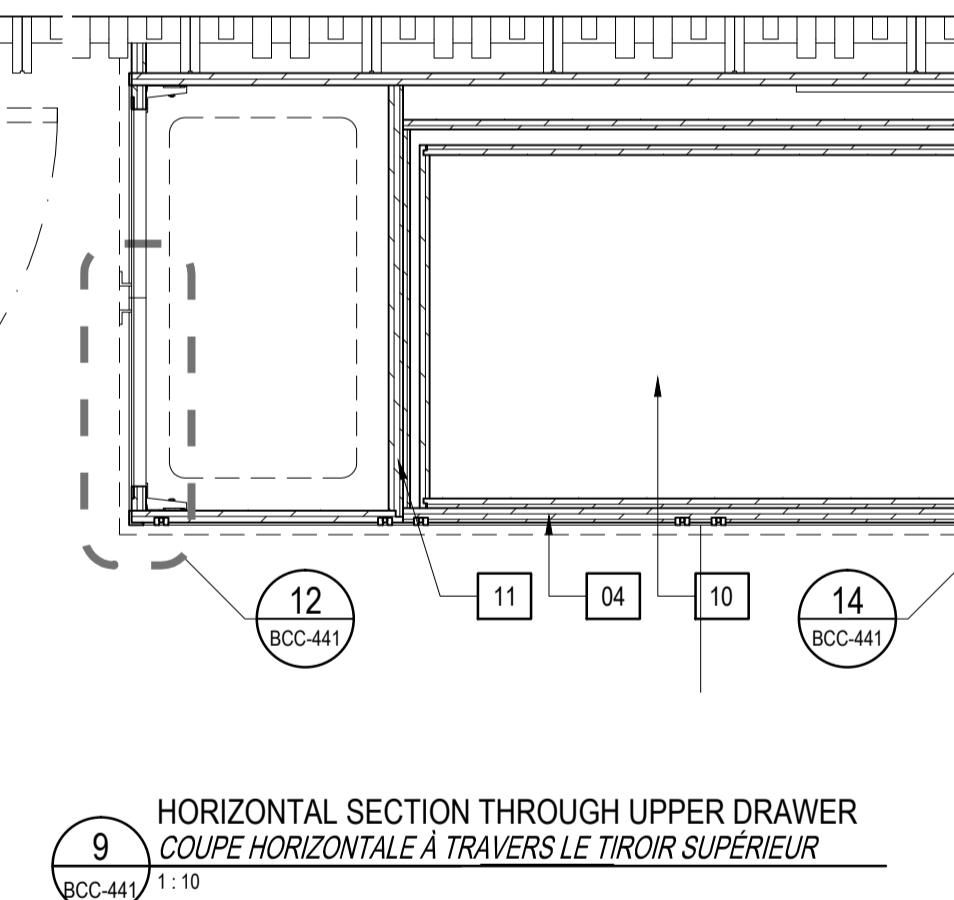 12
BCC-441
11
04
10
14
BCC-441
HORIZONTAL SECTION THROUGH UPPER DRAWER
COUPE HORIZONTALE À TRAVERS LE TIROIR SUPÉRIEUR
9
BCC-441
1 : 10